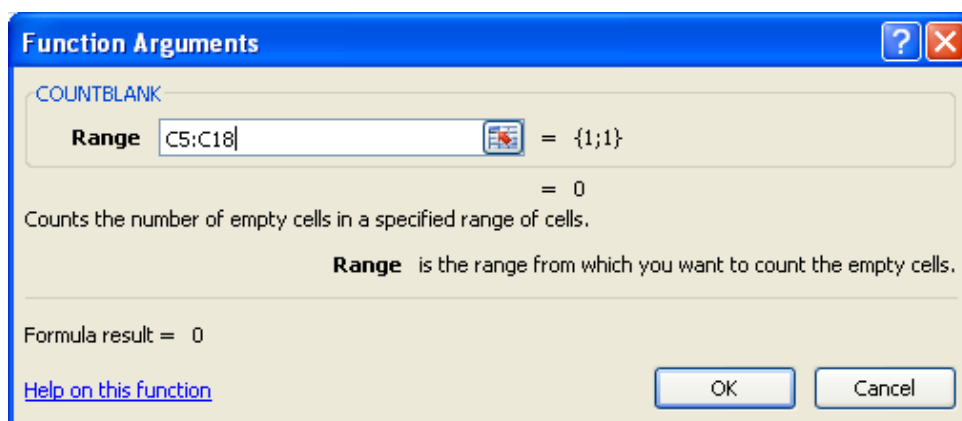 Function Arguments
COUNTBLANK
Range C5:C18 = {1;1}
= 0
Counts the number of empty cells in a specified range of cells.
Range is the range from which you want to count the empty cells.
Formula result = 0
Help on this function
OK Cancel